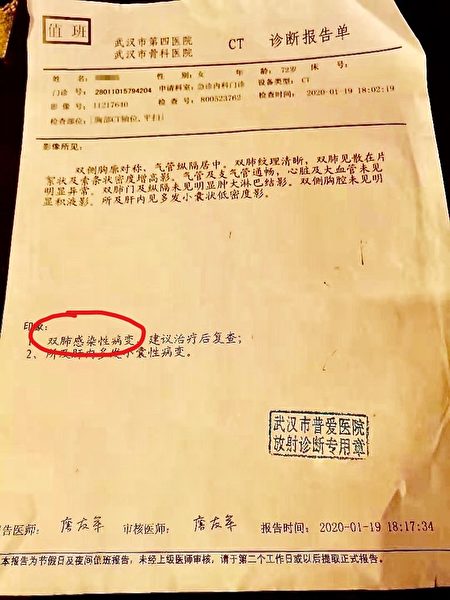 值班
武汉市第四医院
武汉市骨科医院
CT 诊断报告单
姓 名: 性 别: 女 年 龄: 72岁 床 号:
门诊号: 28011015794204 申请科室: 急诊内科门诊 设备类型: CT
影像号: 11217640 检查号: 800523762 检查时间: 2020-01-19 18:02:19
检查部位: [胸部CT轴位, 平扫]
影像所见:
双侧胸廓对称, 气管纵隔居中。双肺纹理清晰, 双肺见散在片
絮状及索条状密度增高影。气管及支气管通畅, 心脏及大血管未见
明显异常。双肺门及纵隔未见明显肿大淋巴结影。双侧胸腔未见明
显积液影。所及肝内见多发小囊状低密度影。
印象:
1、双肺感染性病变, 建议治疗后复查;
2、所及肝内多发小囊性病变。
武汉市普爱医院
放射诊断专用章
报告医师: 审核医师: 报告时间: 2020-01-19 18:17:34
本报告为节假日及夜间值班报告, 未经上级医师审核, 请于第二个工作日或以后提取正式报告。